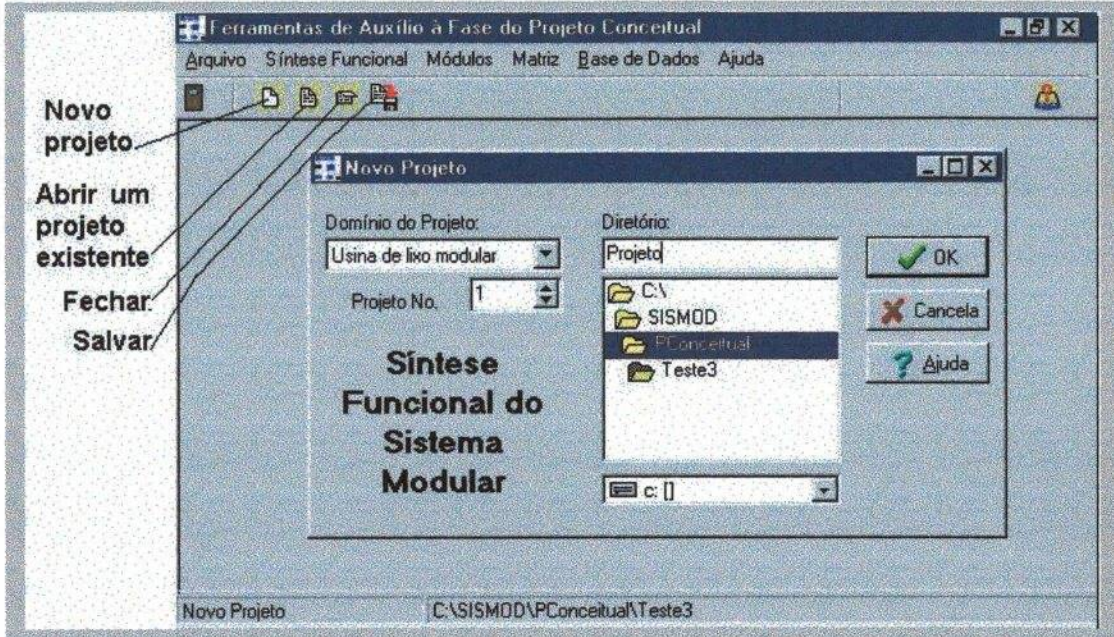 Ferramentas de Auxílio à Fase do Projeto Conceitual
Arquivo Síntese Funcional Módulos Matriz Base de Dados Ajuda
Novo
projeto
Abrir um
projeto
existente
Fechar
Salvar
Novo Projeto
Domínio do Projeto:
Usina de lixo modular
Projeto No. 1
Síntese
Funcional do
Sistema
Modular
Diretório:
Projeto
C:\
SISMOD
PConceitual
Teste3
c: []
OK
Cancela
Ajuda
Novo Projeto C:\SISMOD\PConceitual\Teste3